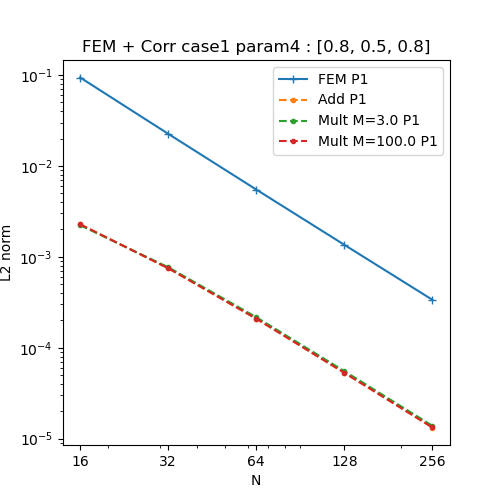 FEM + Corr case1 param4 : [0.8, 0.5, 0.8]
FEM P1
Add P1
Mult M=3.0 P1
Mult M=100.0 P1
L2 norm
10⁻¹
10⁻²
10⁻³
10⁻⁴
10⁻⁵
16 32 64 128 256
N